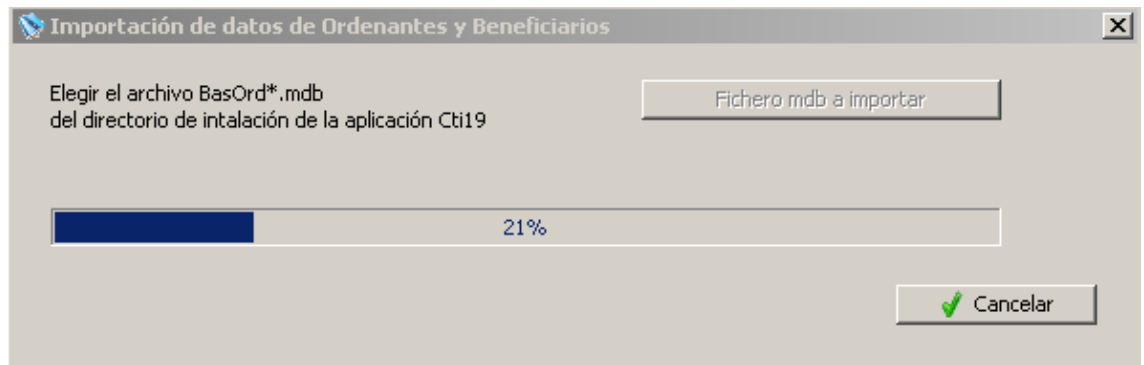 Importación de datos de Ordenantes y Beneficiarios
Elegir el archivo BasOrd*.mdb
del directorio de intalación de la aplicación Cti19
Fichero mdb a importar
21%
Cancelar